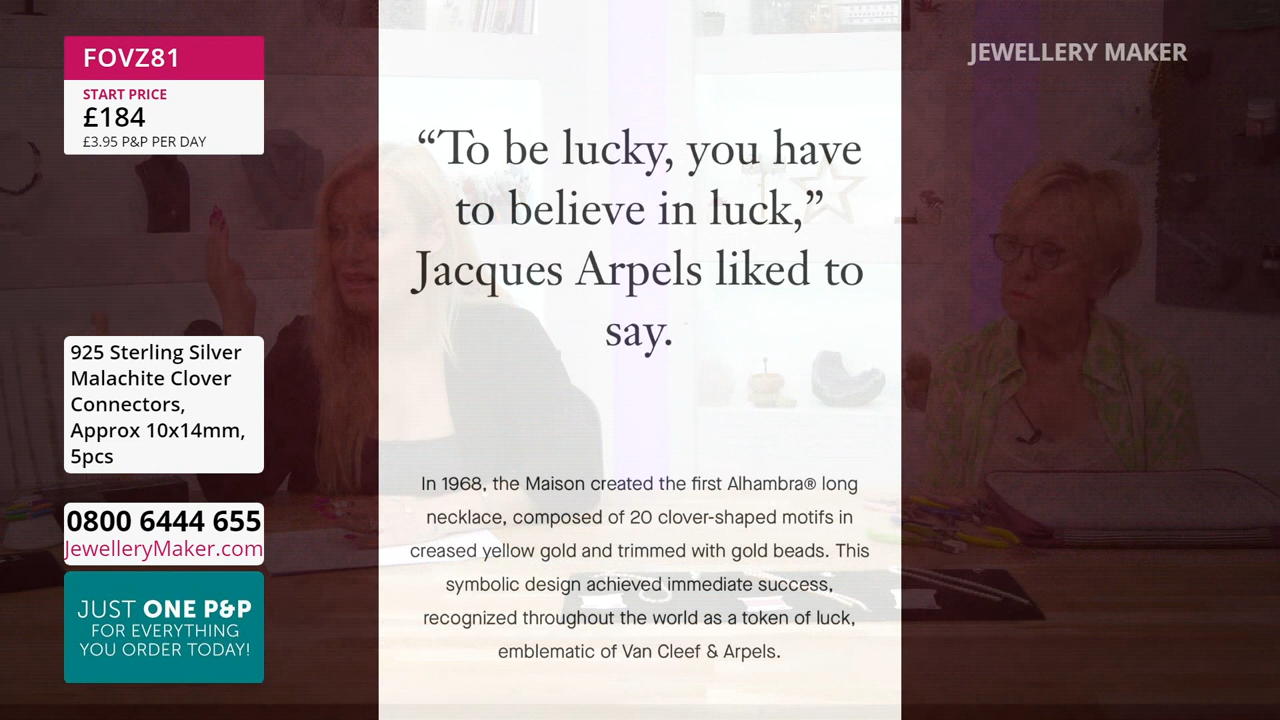 FOVZ81
START PRICE
£184
£3.95 P&P PER DAY
JEWELLERY MAKER
“To be lucky, you have
to believe in luck,”
Jacques Arpels liked to
say.
925 Sterling Silver
Malachite Clover
Connectors,
Approx 10x14mm,
5pcs
In 1968, the Maison created the first Alhambra® long
necklace, composed of 20 clover-shaped motifs in
creased yellow gold and trimmed with gold beads. This
symbolic design achieved immediate success,
recognized throughout the world as a token of luck,
emblematic of Van Cleef & Arpels.
0800 6444 655
JewelleryMaker.com
JUST ONE P&P
FOR EVERYTHING
YOU ORDER TODAY!